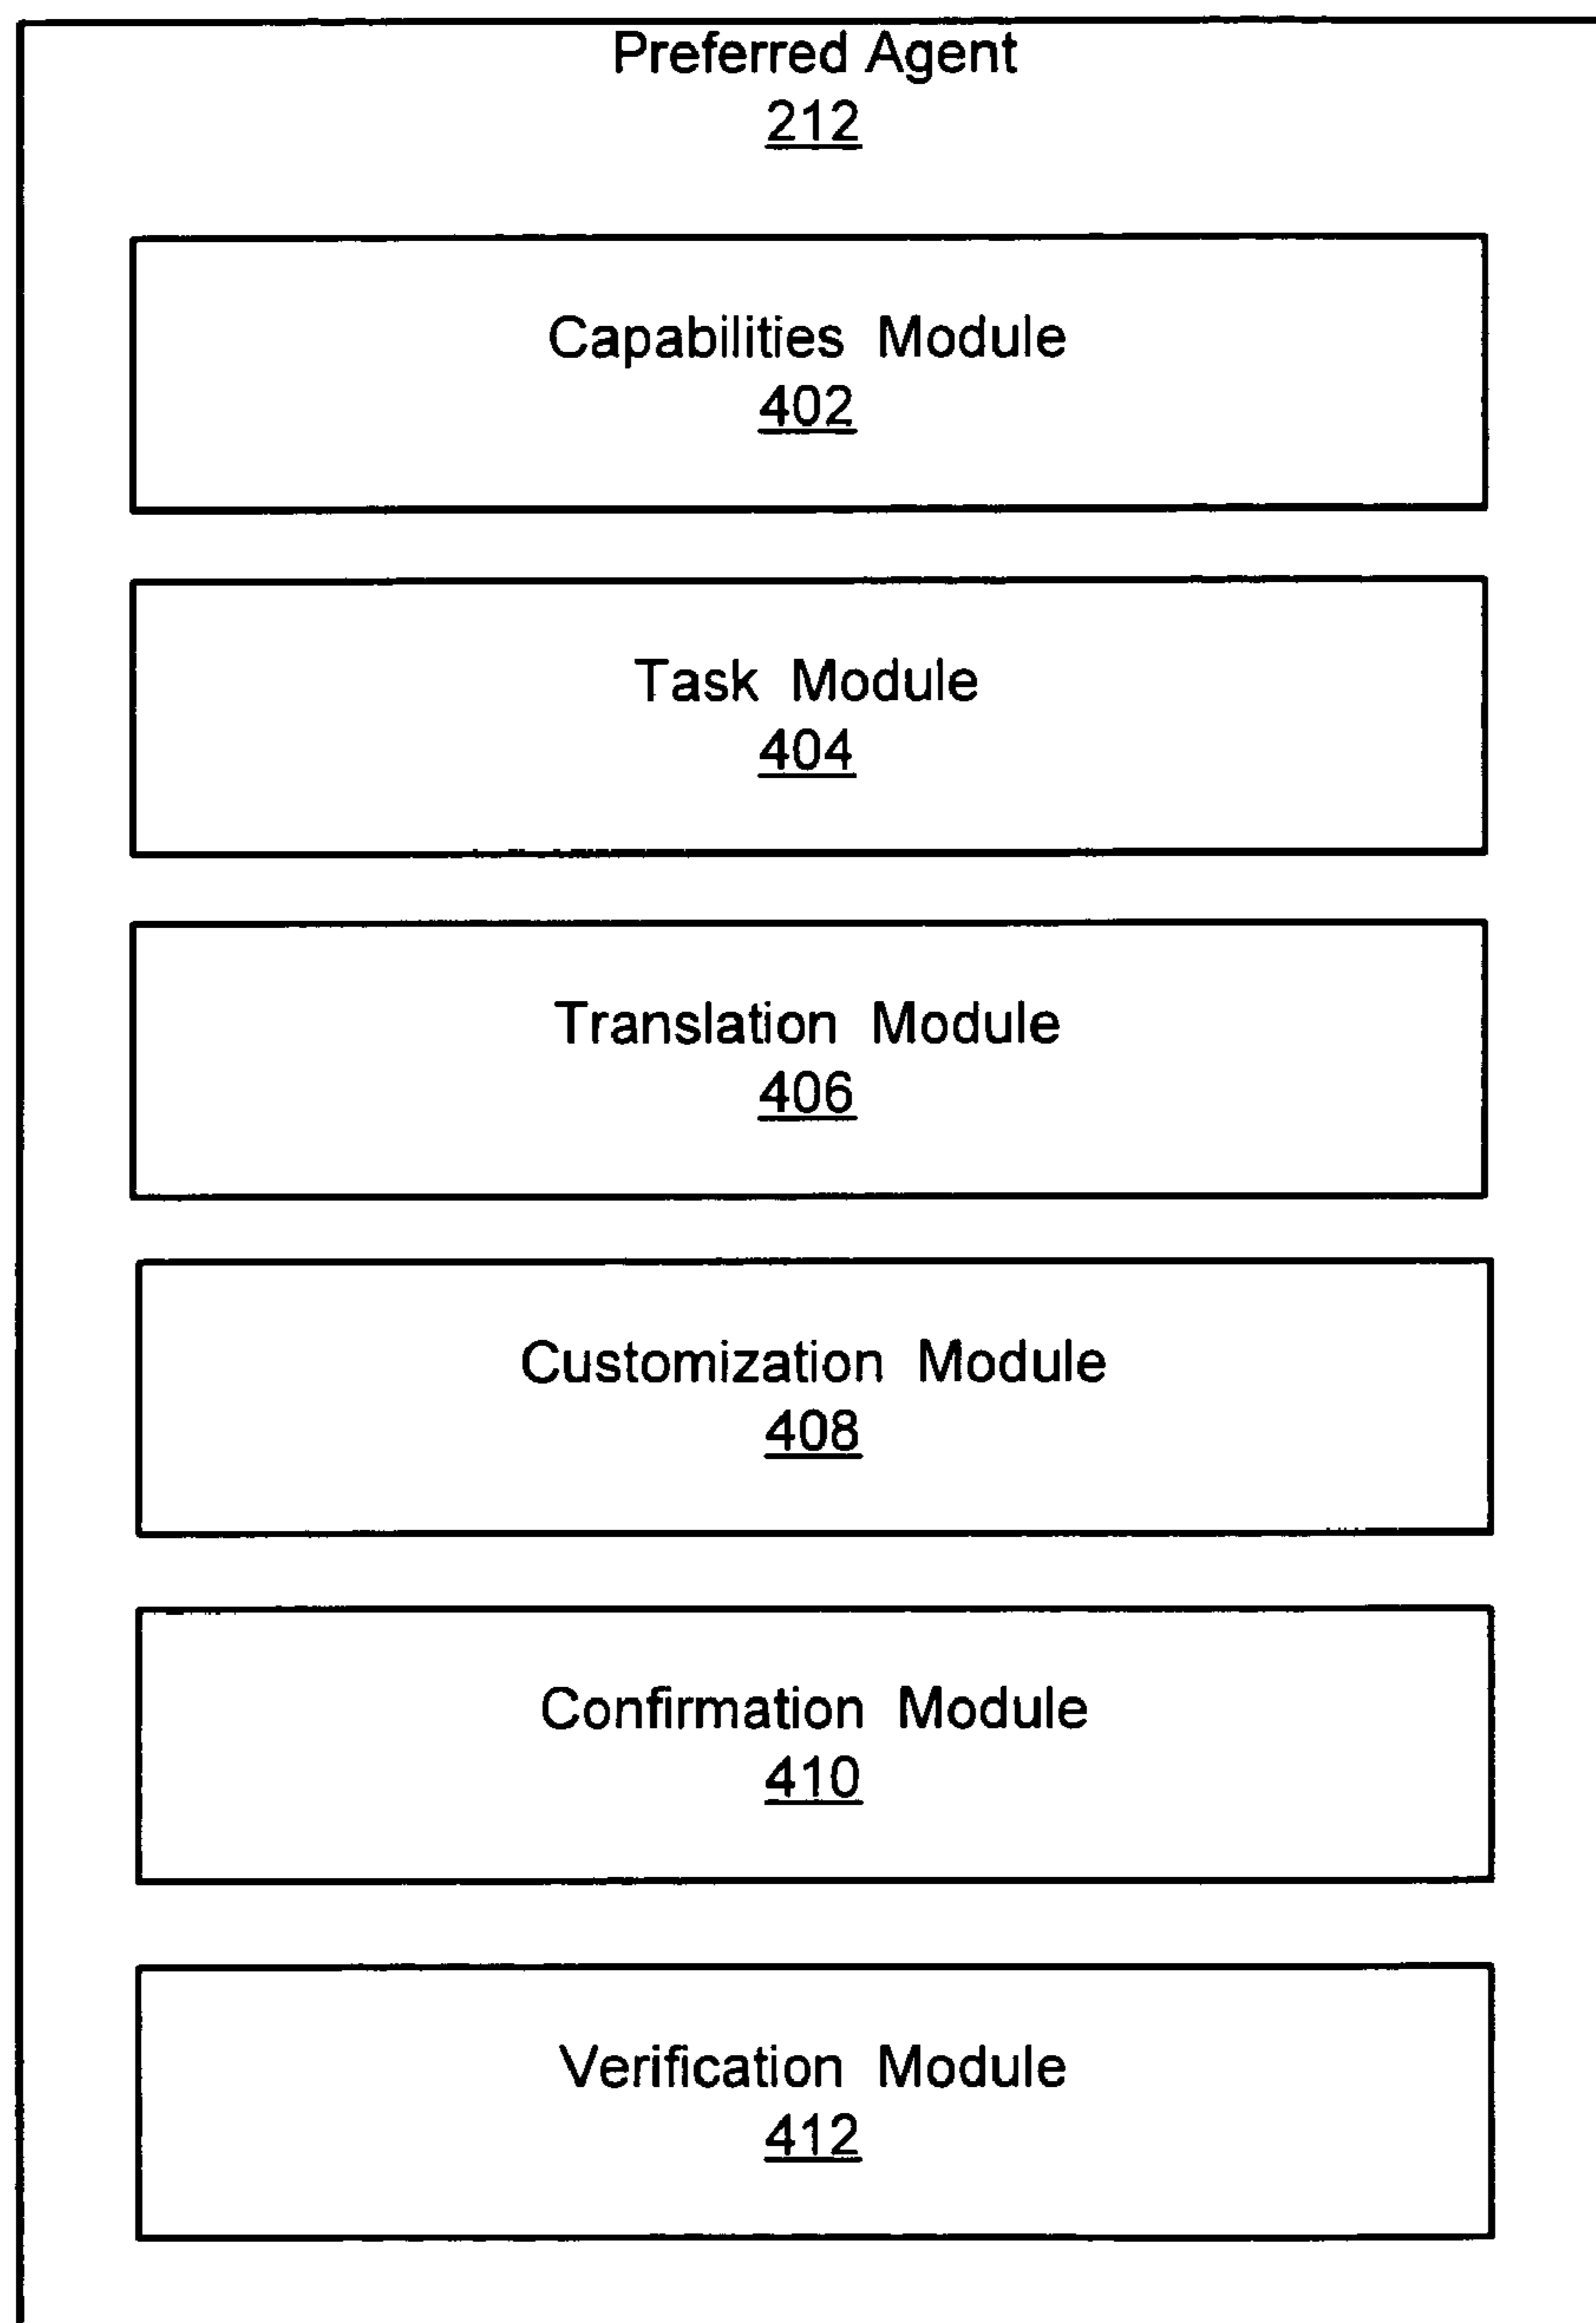 Preferred Agent
212
Capabilities Module
402
Task Module
404
Translation Module
406
Customization Module
408
Confirmation Module
410
Verification Module
412